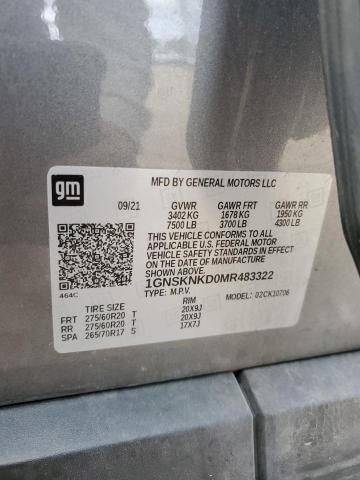 gm
MFD BY GENERAL MOTORS LLC
09/21 GVWR GAWR FRT GAWR RR
3402 KG 1678 KG 1950 KG
7500 LB 3700 LB 4300 LB
THIS VEHICLE CONFORMS TO ALL
APPLICABLE U.S. FEDERAL MOTOR
VEHICLE SAFETY STANDARDS IN EFFECT
ON THE DATE OF MANUFACTURE
SHOWN ABOVE.
1GNSKNKD0MR483322
464C TYPE: M.P.V. MODEL: 02CK10706
TIRE SIZE RIM
FRT 275/60R20 T 20X9J
RR 275/60R20 T 20X9J
SPA 265/70R17 S 17X7J